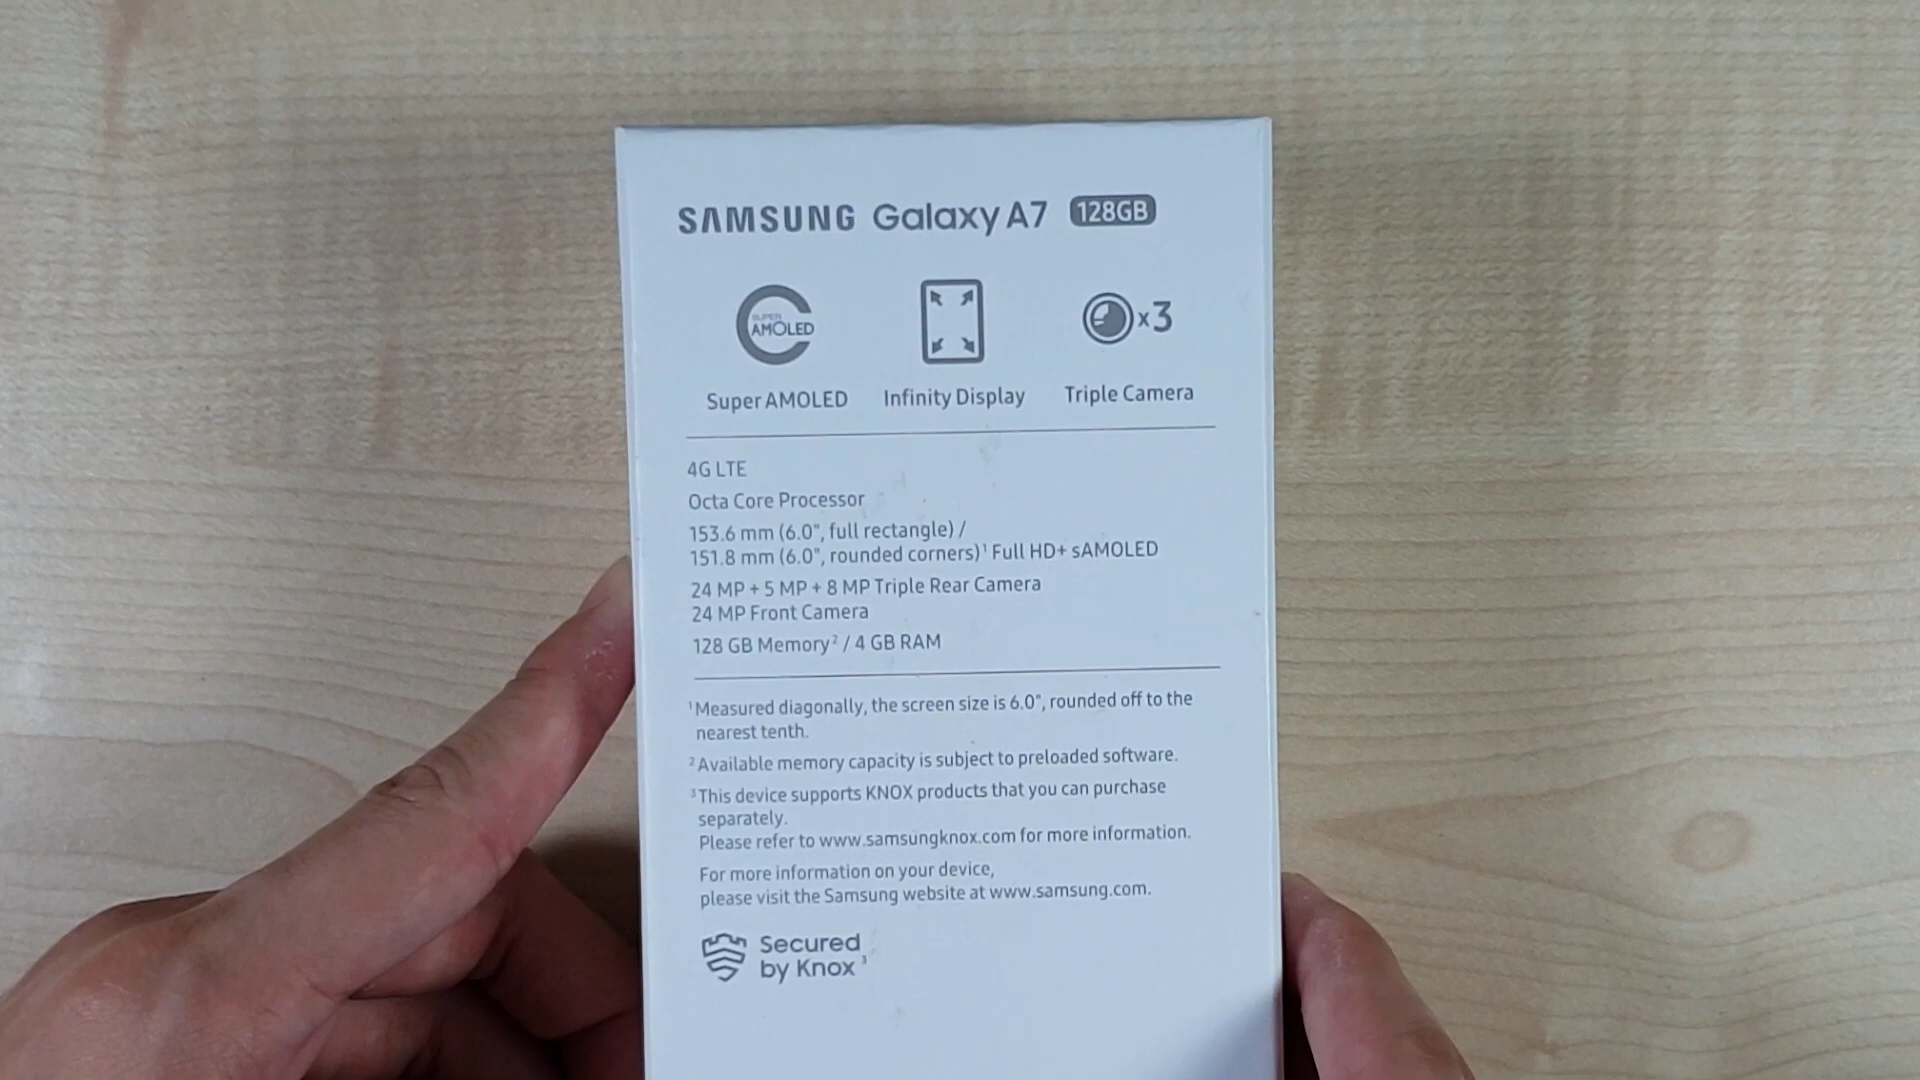 SAMSUNG Galaxy A7 128GB
SUPER
AMOLED
x3
Super AMOLED Infinity Display Triple Camera
4G LTE
Octa Core Processor
153.6 mm (6.0", full rectangle) /
151.8 mm (6.0", rounded corners)¹ Full HD+ sAMOLED
24 MP + 5 MP + 8 MP Triple Rear Camera
24 MP Front Camera
128 GB Memory² / 4 GB RAM
¹Measured diagonally, the screen size is 6.0", rounded off to the
nearest tenth.
²Available memory capacity is subject to preloaded software.
³This device supports KNOX products that you can purchase
separately.
Please refer to www.samsungknox.com for more information.
For more information on your device,
please visit the Samsung website at www.samsung.com.
Secured
by Knox³